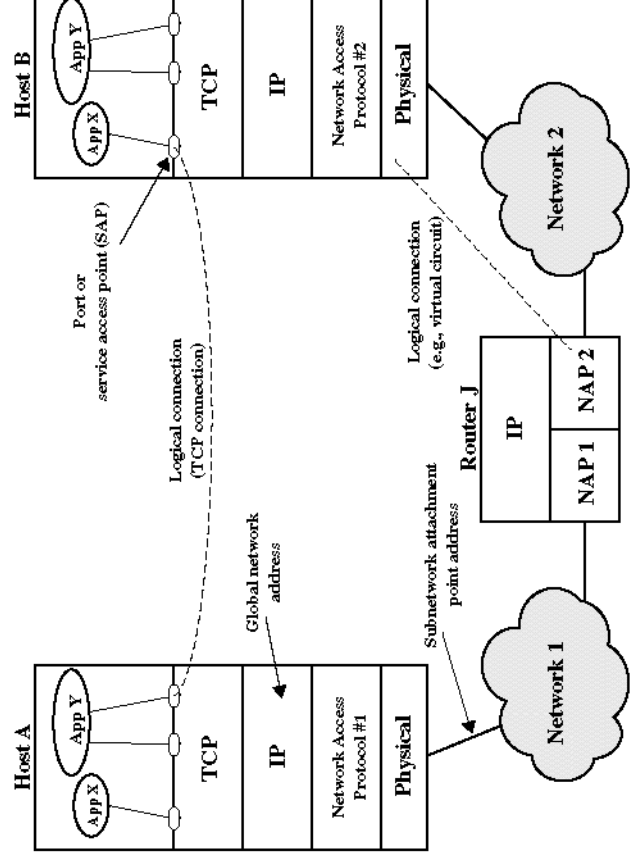 Host A
App X
App Y
TCP
IP
Network Access
Protocol #1
Physical
Host B
App X
App Y
TCP
IP
Network Access
Protocol #2
Physical
Port or
service access point (SAP)
Logical connection
(TCP connection)
Global network
address
Subnetwork attachment
point address
Logical connection
(e.g., virtual circuit)
Router J
IP
NAP 1
NAP 2
Network 1
Network 2